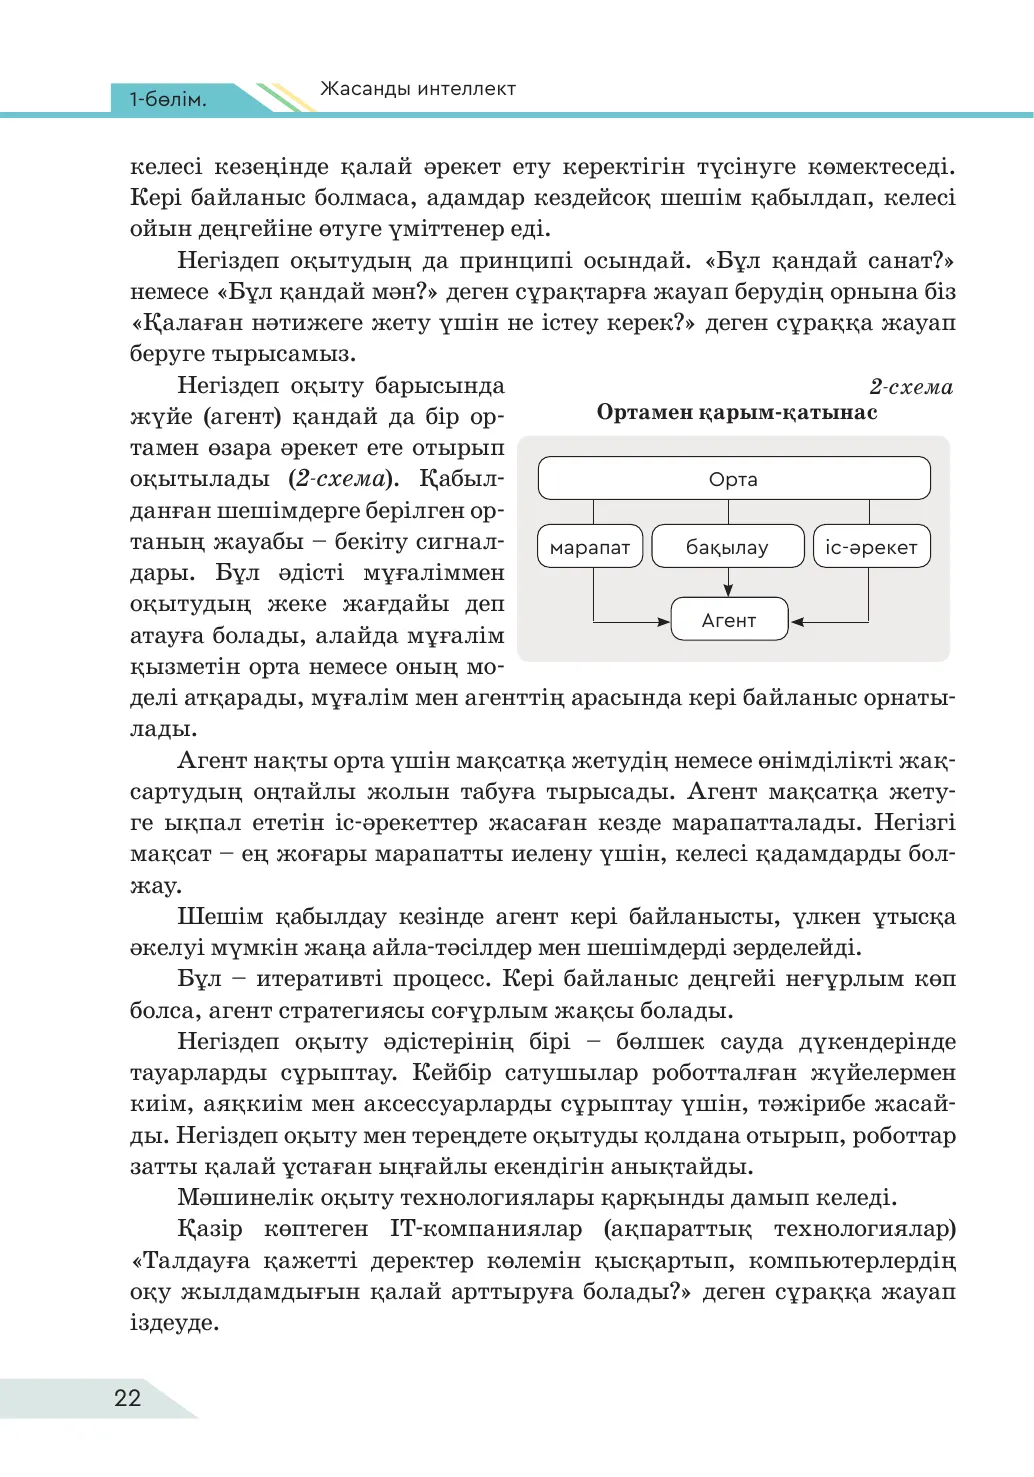 1-бөлім.
Жасанды интеллект
келесі кезеңінде қалай әрекет ету керектігін түсінуге көмектеседі.
Кері байланыс болмаса, адамдар кездейсоқ шешім қабылдап, келесі
ойын деңгейіне өтуге үміттенер еді.
Негіздеп оқытудың да принципі осындай. «Бұл қандай санат?»
немесе «Бұл қандай мән?» деген сұрақтарға жауап берудің орнына біз
«Қалаған нәтижеге жету үшін не істеу керек?» деген сұраққа жауап
беруге тырысамыз.
Негіздеп оқыту барысында
жүйе (агент) қандай да бір ор-
тамен өзара әрекет ете отырып
оқытылады (2-схема). Қабыл-
данған шешімдерге берілген ор-
таның жауабы – бекіту сигнал-
дары. Бұл әдісті мұғаліммен
оқытудың жеке жағдайы деп
атауға болады, алайда мұғалім
қызметін орта немесе оның мо-
делі атқарады, мұғалім мен агенттің арасында кері байланыс орнаты-
лады.
2-схема
Ортамен қарым-қатынас
Орта
марапат
бақылау
іс-әрекет
Агент
Агент нақты орта үшін мақсатқа жетудің немесе өнімділікті жақ-
сартудың оңтайлы жолын табуға тырысады. Агент мақсатқа жету-
ге ықпал ететін іс-әрекеттер жасаған кезде марапатталады. Негізгі
мақсат – ең жоғары марапатты иелену үшін, келесі қадамдарды бол-
жау.
Шешім қабылдау кезінде агент кері байланысты, үлкен ұтысқа
әкелуі мүмкін жаңа айла-тәсілдер мен шешімдерді зерделейді.
Бұл – итеративті процесс. Кері байланыс деңгейі неғұрлым көп
болса, агент стратегиясы соғұрлым жақсы болады.
Негіздеп оқыту әдістерінің бірі – бөлшек сауда дүкендерінде
тауарларды сұрыптау. Кейбір сатушылар роботталған жүйелермен
киім, аяқкиім мен аксессуарларды сұрыптау үшін, тәжірибе жасай-
ды. Негіздеп оқыту мен тереңдете оқытуды қолдана отырып, роботтар
затты қалай ұстаған ыңғайлы екендігін анықтайды.
Мәшинелік оқыту технологиялары қарқынды дамып келеді.
Қазір көптеген IT-компаниялар (ақпараттық технологиялар)
«Талдауға қажетті деректер көлемін қысқартып, компьютерлердің
оқу жылдамдығын қалай арттыруға болады?» деген сұраққа жауап
іздеуде.
22